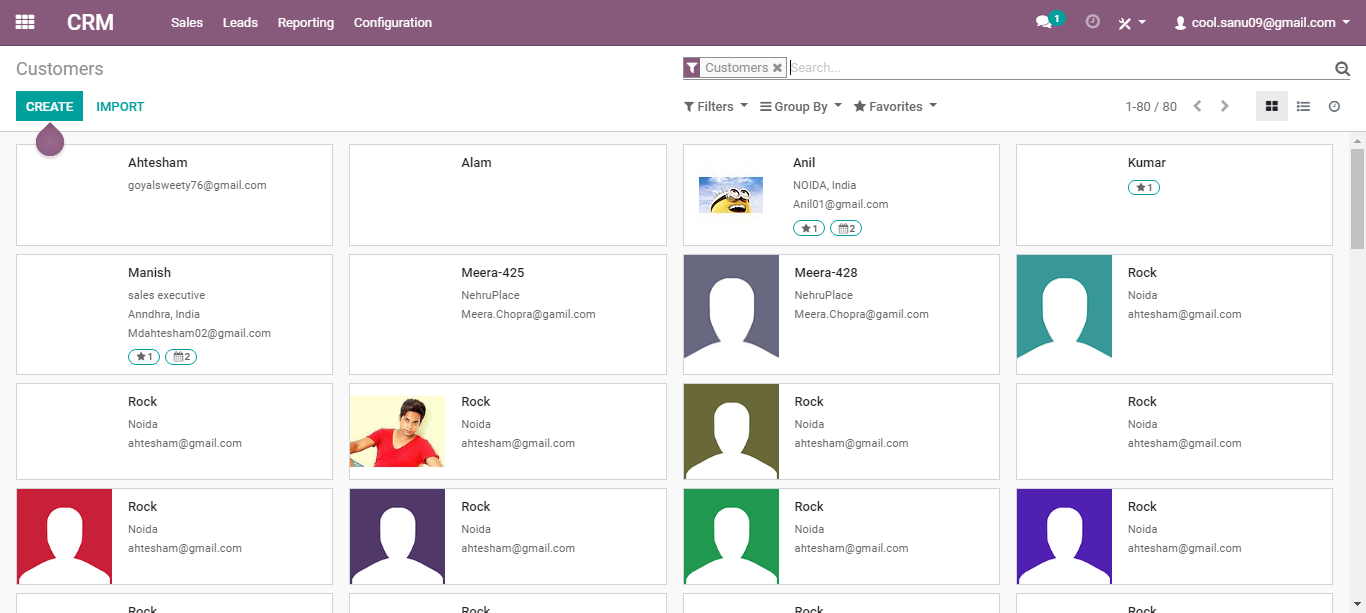 CRM Sales Leads Reporting Configuration 1 cool.sanu09@gmail.com
Customers
Customers Search...
CREATE IMPORT
Filters Group By Favorites 1-80 / 80
Ahtesham
goyalsweety76@gmail.com
Alam
Anil
NOIDA, India
Anil01@gmail.com
1 2
Kumar
1
Manish
sales executive
Anndhra, India
Mdahtesham02@gmail.com
1 2
Meera-425
NehruPlace
Meera.Chopra@gamil.com
Meera-428
NehruPlace
Meera.Chopra@gamil.com
Rock
Noida
ahtesham@gmail.com
Rock
Noida
ahtesham@gmail.com
Rock
Noida
ahtesham@gmail.com
Rock
Noida
ahtesham@gmail.com
Rock
Noida
ahtesham@gmail.com
Rock
Noida
ahtesham@gmail.com
Rock
Noida
ahtesham@gmail.com
Rock
Noida
ahtesham@gmail.com
Rock
Noida
ahtesham@gmail.com
Rock
Rock
Rock
Rock